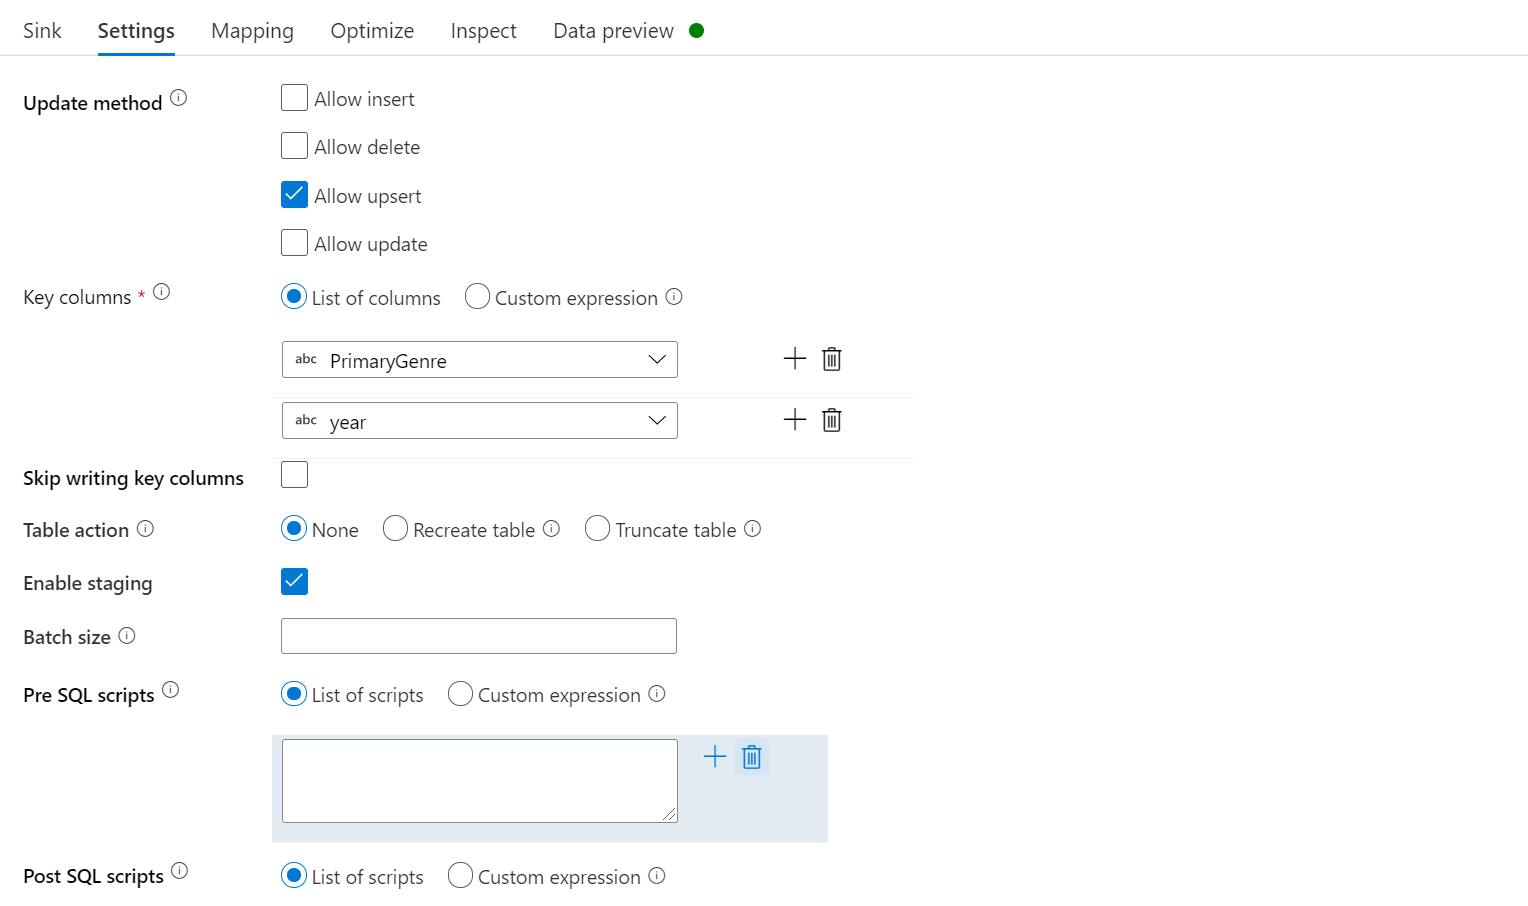 Sink Settings Mapping Optimize Inspect Data preview
Update method Allow insert
Allow delete
Allow upsert
Allow update
Key columns * List of columns Custom expression
abc PrimaryGenre
abc year
Skip writing key columns
Table action None Recreate table Truncate table
Enable staging
Batch size
Pre SQL scripts List of scripts Custom expression
Post SQL scripts List of scripts Custom expression